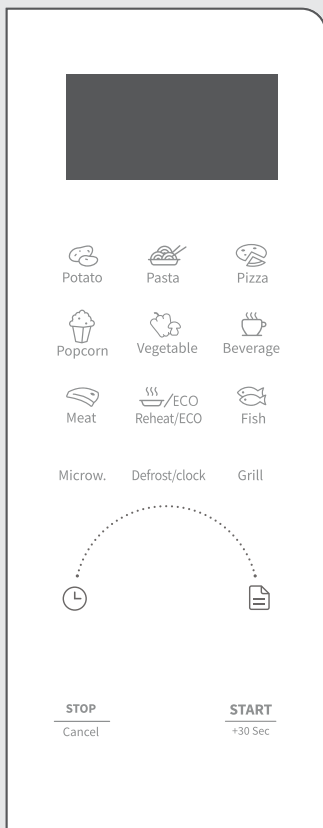 Potato Pasta Pizza
Popcorn Vegetable Beverage
/ECO
Meat Reheat/ECO Fish
Microw. Defrost/clock Grill
STOP START
Cancel +30 Sec